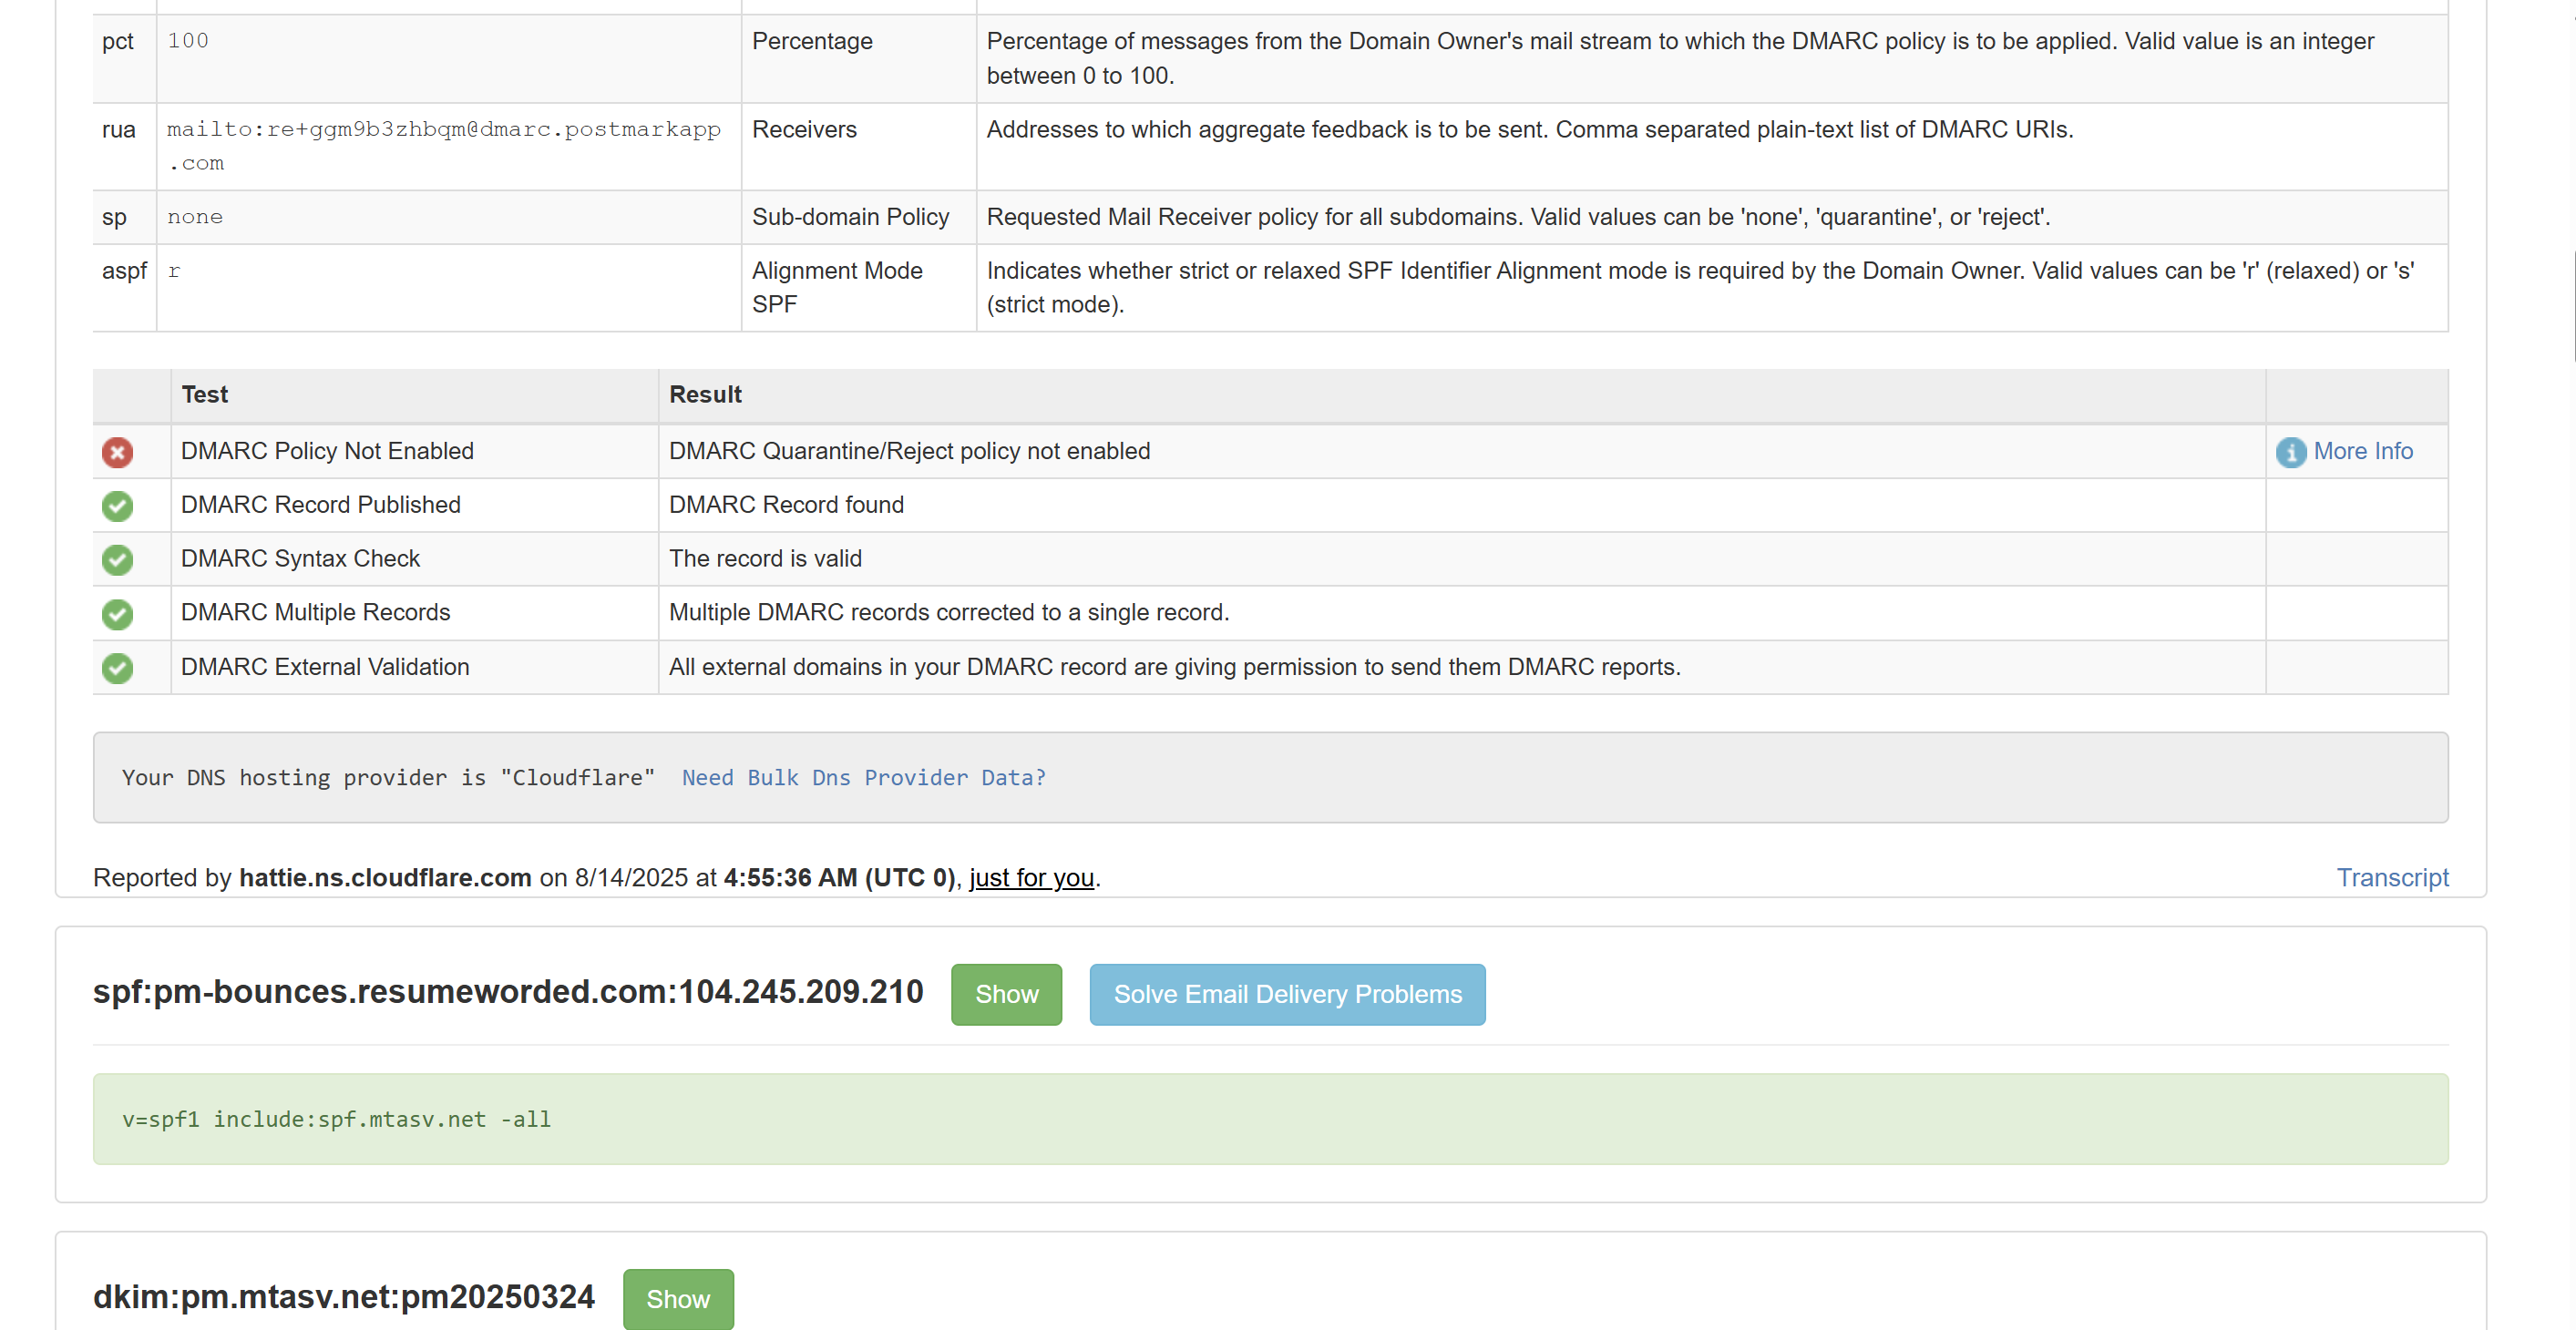 pct 100 Percentage Percentage of messages from the Domain Owner's mail stream to which the DMARC policy is to be applied. Valid value is an integer
between 0 to 100.
rua mailto:re+ggm9b3zhbqm@dmarc.postmarkapp Receivers Addresses to which aggregate feedback is to be sent. Comma separated plain-text list of DMARC URIs.
.com
sp none Sub-domain Policy Requested Mail Receiver policy for all subdomains. Valid values can be 'none', 'quarantine', or 'reject'.
aspf r Alignment Mode Indicates whether strict or relaxed SPF Identifier Alignment mode is required by the Domain Owner. Valid values can be 'r' (relaxed) or 's'
SPF (strict mode).
Test Result
DMARC Policy Not Enabled DMARC Quarantine/Reject policy not enabled More Info
DMARC Record Published DMARC Record found
DMARC Syntax Check The record is valid
DMARC Multiple Records Multiple DMARC records corrected to a single record.
DMARC External Validation All external domains in your DMARC record are giving permission to send them DMARC reports.
Your DNS hosting provider is "Cloudflare" Need Bulk Dns Provider Data?
Reported by hattie.ns.cloudflare.com on 8/14/2025 at 4:55:36 AM (UTC 0), just for you. Transcript
spf:pm-bounces.resumeworded.com:104.245.209.210 Show Solve Email Delivery Problems
v=spf1 include:spf.mtasv.net -all
dkim:pm.mtasv.net:pm20250324 Show